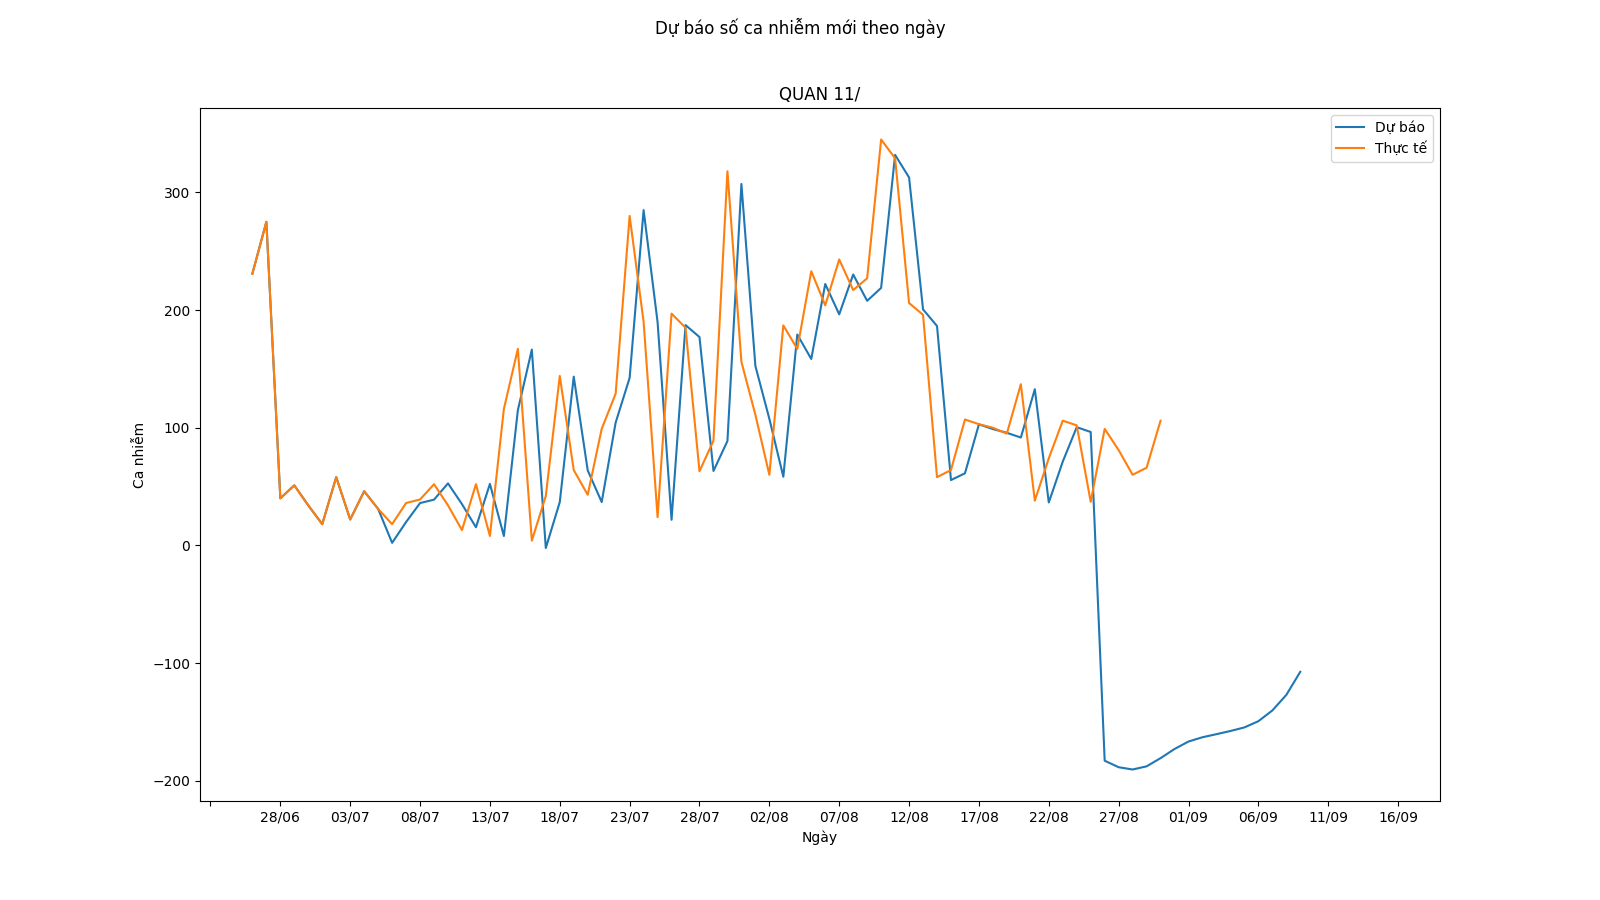 Dự báo số ca nhiễm mới theo ngày
QUAN 11/
Dự báo
Thực tế
300
200
100
0
−100
−200
Ca nhiễm
28/06 03/07 08/07 13/07 18/07 23/07 28/07 02/08 07/08 12/08 17/08 22/08 27/08 01/09 06/09 11/09 16/09
Ngày